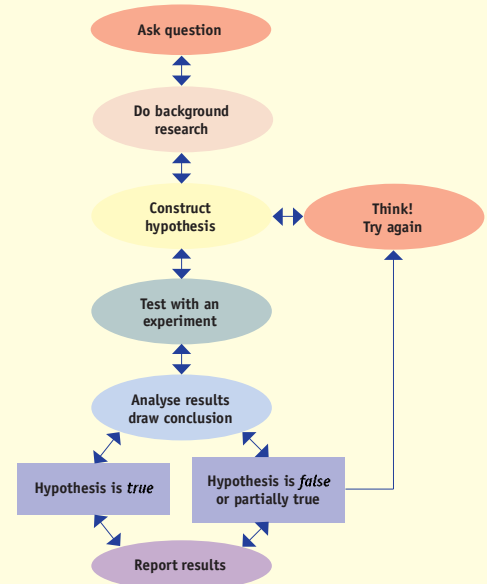 Ask question
Do background
research
Construct
hypothesis
Think!
Try again
Test with an
experiment
Analyse results
draw conclusion
Hypothesis is true
Hypothesis is false
or partially true
Report results